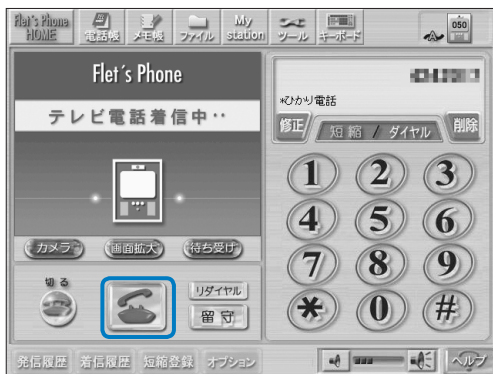 Flet's Phone HOME
電話帳
メモ帳
ファイル
My station
ツール
キーボード
050
Flet's Phone
テレビ電話着信中‥
*ひかり電話
修正
短縮 / ダイヤル
削除
1 2 3
4 5 6
7 8 9
* 0 #
カメラ
画面拡大
待ち受け
切る
リダイヤル
留守
発信履歴
着信履歴
短縮登録
オプション
ヘルプ